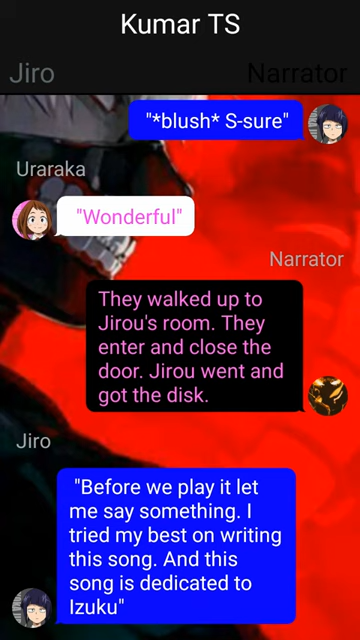 Kumar TS
Jiro
Narrator
"*blush* S-sure"
Uraraka
"Wonderful"
Narrator
They walked up to
Jirou's room. They
enter and close the
door. Jirou went and
got the disk.
Jiro
"Before we play it let
me say something. I
tried my best on writing
this song. And this
song is dedicated to
Izuku"